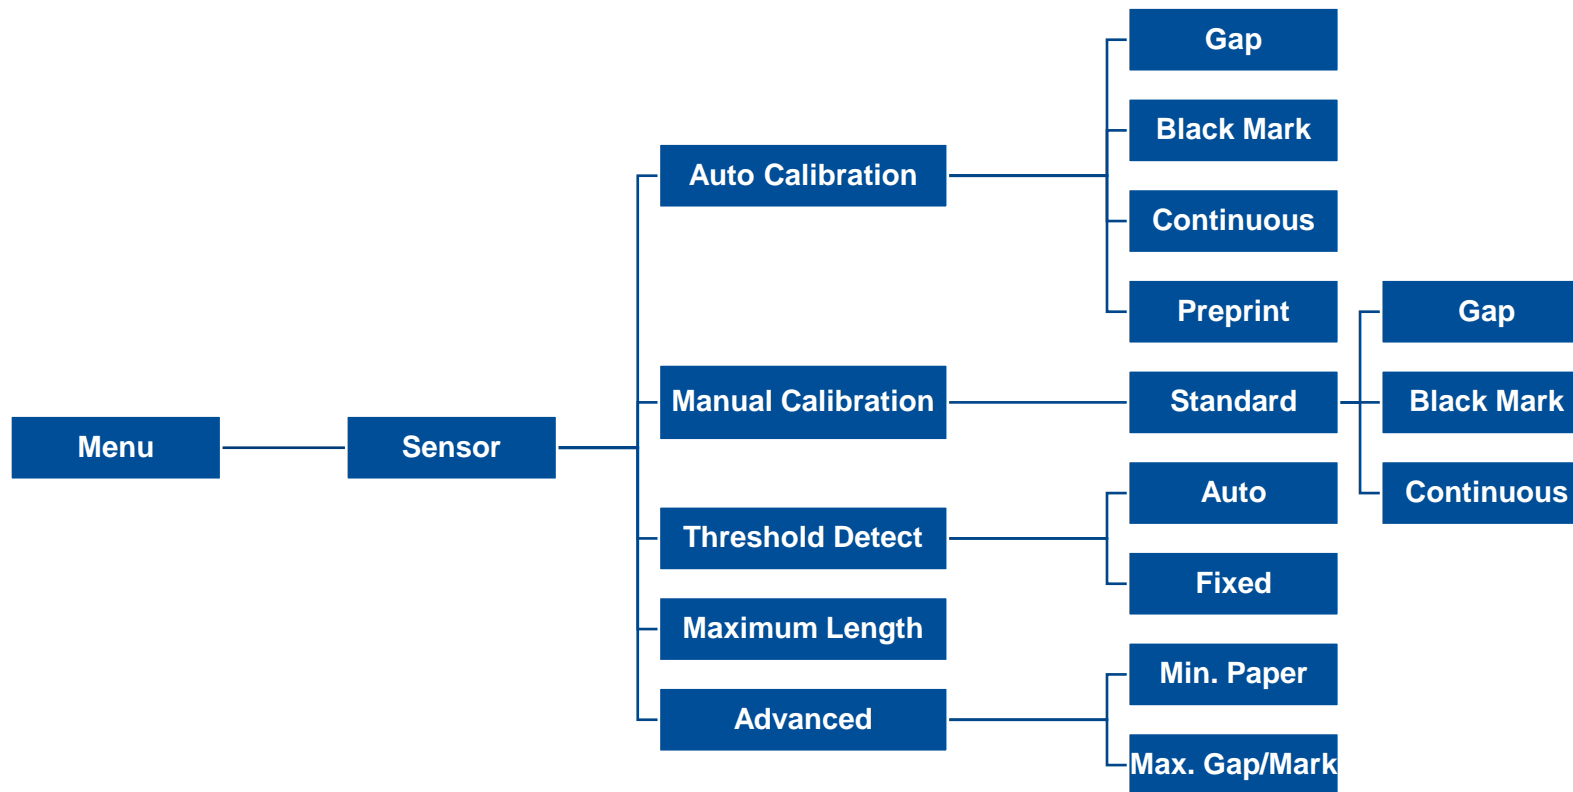 Gap
Black Mark
Auto Calibration
Continuous
Preprint
Gap
Manual Calibration
Standard
Black Mark
Menu
Sensor
Auto
Continuous
Threshold Detect
Fixed
Maximum Length
Min. Paper
Advanced
Max. Gap/Mark